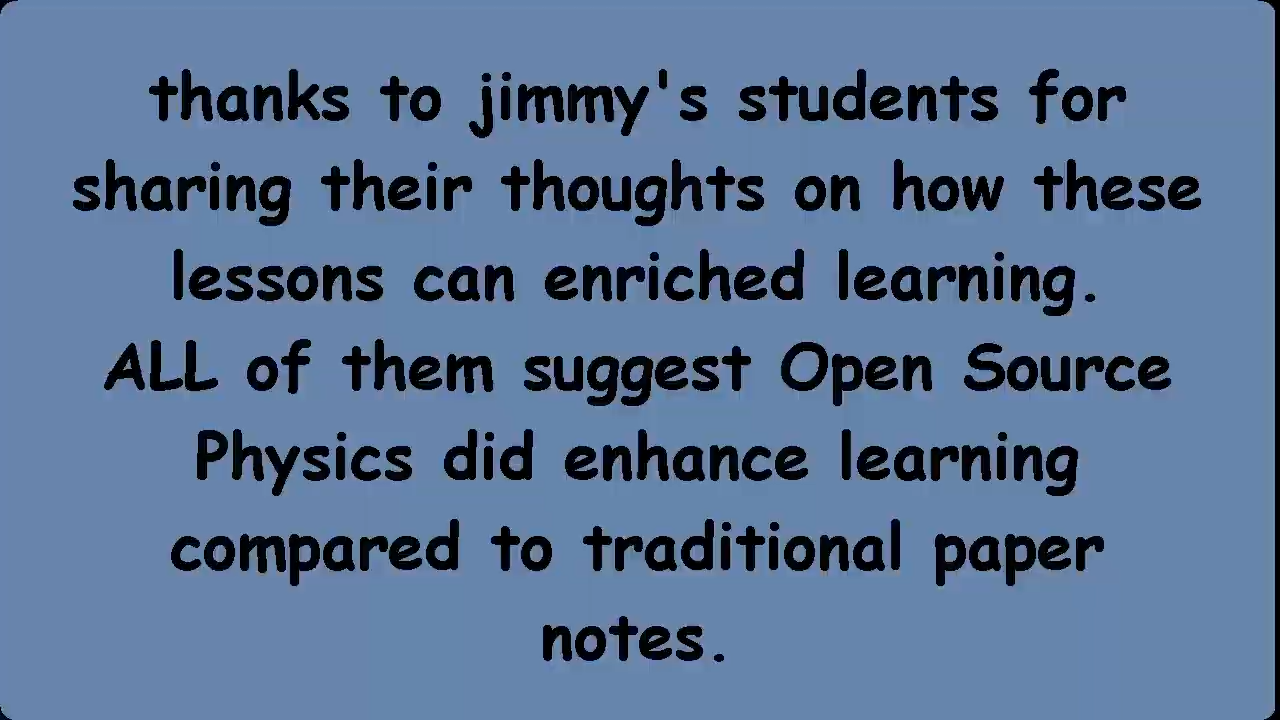 thanks to jimmy's students for
sharing their thoughts on how these
lessons can enriched learning.
ALL of them suggest Open Source
Physics did enhance learning
compared to traditional paper
notes.